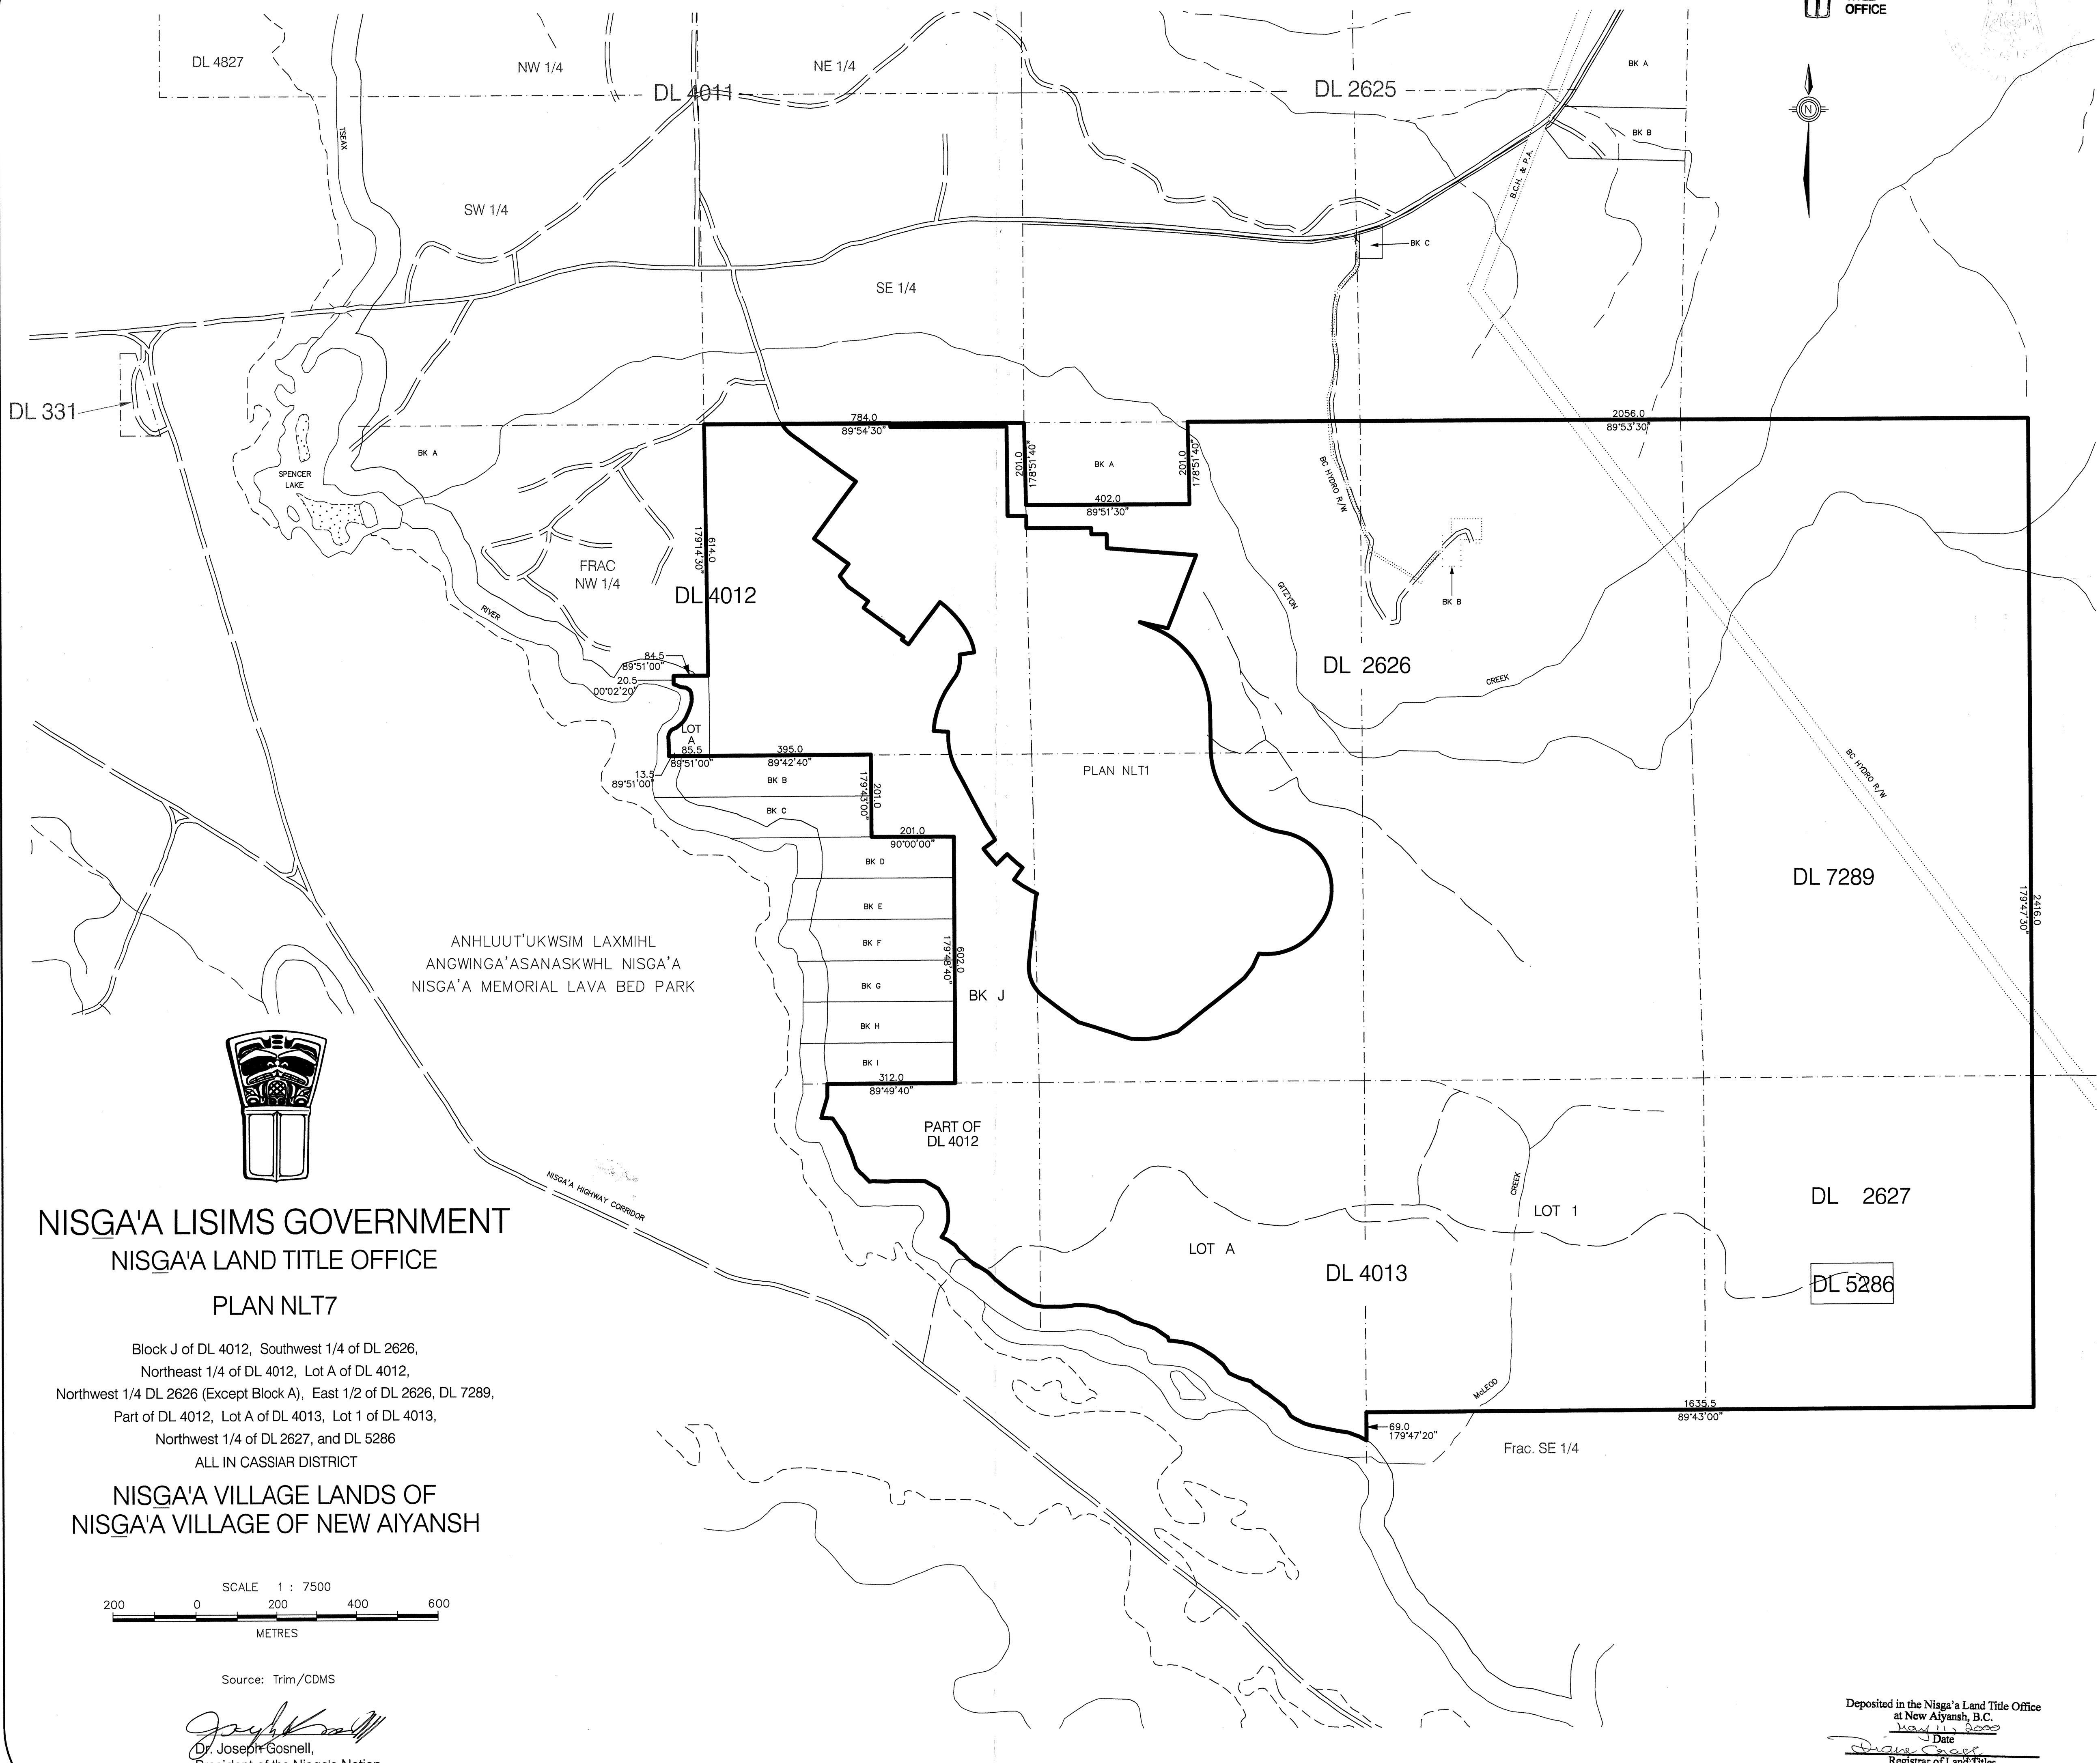 OFFICE
DL 4827
NW 1/4
NE 1/4
DL 4011
DL 2625
BK A
BK B
N
TSEAX
B.C.H. & P.A.
SW 1/4
BK C
SE 1/4
DL 331
784.0
89°54'30"
2056.0
89°53'30"
BK A
201.0
178°51'40"
BK A
201.0
178°51'40"
402.0
89°51'30"
SPENCER
LAKE
BC HYDRO R/W
614.0
179°14'30"
FRAC
NW 1/4
DL 4012
BK B
GITZYON
RIVER
84.5
89°51'00"
20.5
00°02'20"
DL 2626
CREEK
LOT
A
85.5
89°51'00"
395.0
89°42'40"
13.5
89°51'00"
BK B
PLAN NLT1
BC HYDRO R/W
201.0
179°43'00"
BK C
201.0
90°00'00"
BK D
DL 7289
BK E
2416.0
179°47'30"
ANHLUUT'UKWSIM LAXMIHL
ANGWINGA'ASANASKWHL NISGA'A
NISGA'A MEMORIAL LAVA BED PARK
BK F
602.0
179°48'40"
BK G
BK J
BK H
BK I
312.0
89°49'40"
PART OF
DL 4012
NISGA'A HIGHWAY CORRIDOR
CREEK
DL 2627
LOT 1
LOT A
DL 4013
DL 5286
McLEOD
1635.5
89°43'00"
69.0
179°47'20"
Frac. SE 1/4
NISGA'A LISIMS GOVERNMENT
NISGA'A LAND TITLE OFFICE
PLAN NLT7
Block J of DL 4012, Southwest 1/4 of DL 2626,
Northeast 1/4 of DL 4012, Lot A of DL 4012,
Northwest 1/4 DL 2626 (Except Block A), East 1/2 of DL 2626, DL 7289,
Part of DL 4012, Lot A of DL 4013, Lot 1 of DL 4013,
Northwest 1/4 of DL 2627, and DL 5286
ALL IN CASSIAR DISTRICT
NISGA'A VILLAGE LANDS OF
NISGA'A VILLAGE OF NEW AIYANSH
SCALE 1 : 7500
200 0 200 400 600
METRES
Source: Trim/CDMS
Dr. Joseph Gosnell,
President of the Nisga'a Nation
Deposited in the Nisga'a Land Title Office
at New Aiyansh, B.C.
May 11, 2000
Date
Registrar of Land Titles